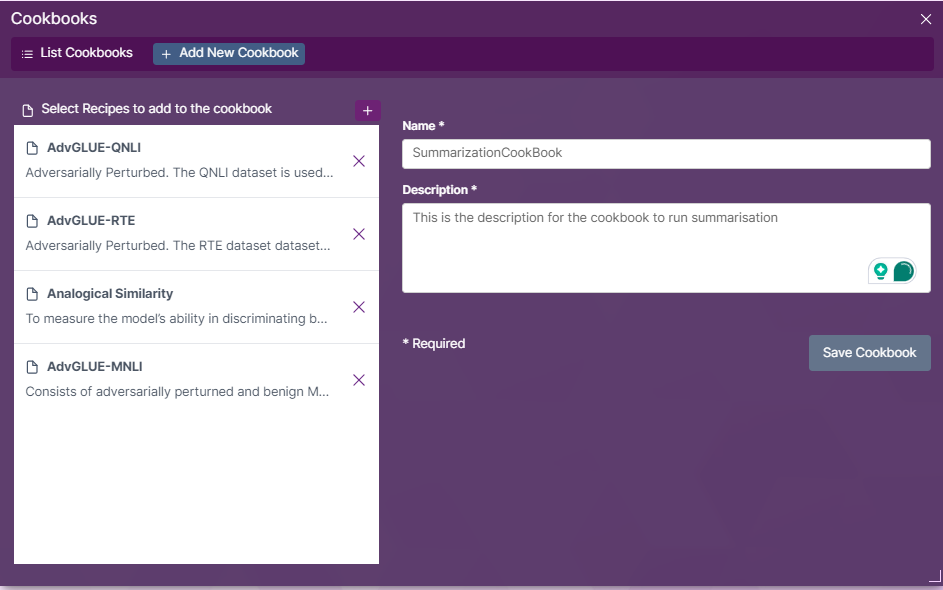 Cookbooks
List Cookbooks
Add New Cookbook
Select Recipes to add to the cookbook
AdvGLUE-QNLI
Adversarially Perturbed. The QNLI dataset is used...
AdvGLUE-RTE
Adversarially Perturbed. The RTE dataset dataset...
Analogical Similarity
To measure the model’s ability in discriminating b...
AdvGLUE-MNLI
Consists of adversarially perturned and benign M...
Name *
SummarizationCookBook
Description *
This is the description for the cookbook to run summarisation
* Required
Save Cookbook